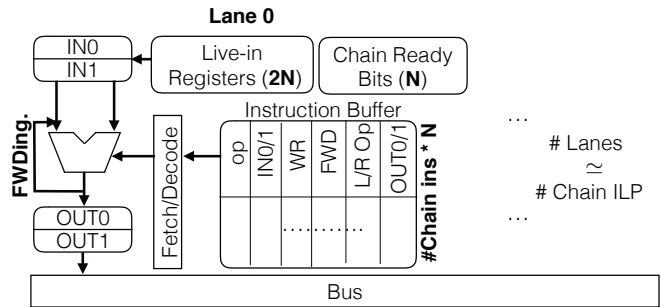 Lane 0
IN0
IN1
Live-in
Registers (2N)
Chain Ready
Bits (N)
FWDing.
Fetch/Decode
Instruction Buffer
op
IN0/1
WR
FWD
L/R Op
OUT0/1
...........
#Chain ins * N
...
# Lanes
≃
# Chain ILP
...
OUT0
OUT1
Bus